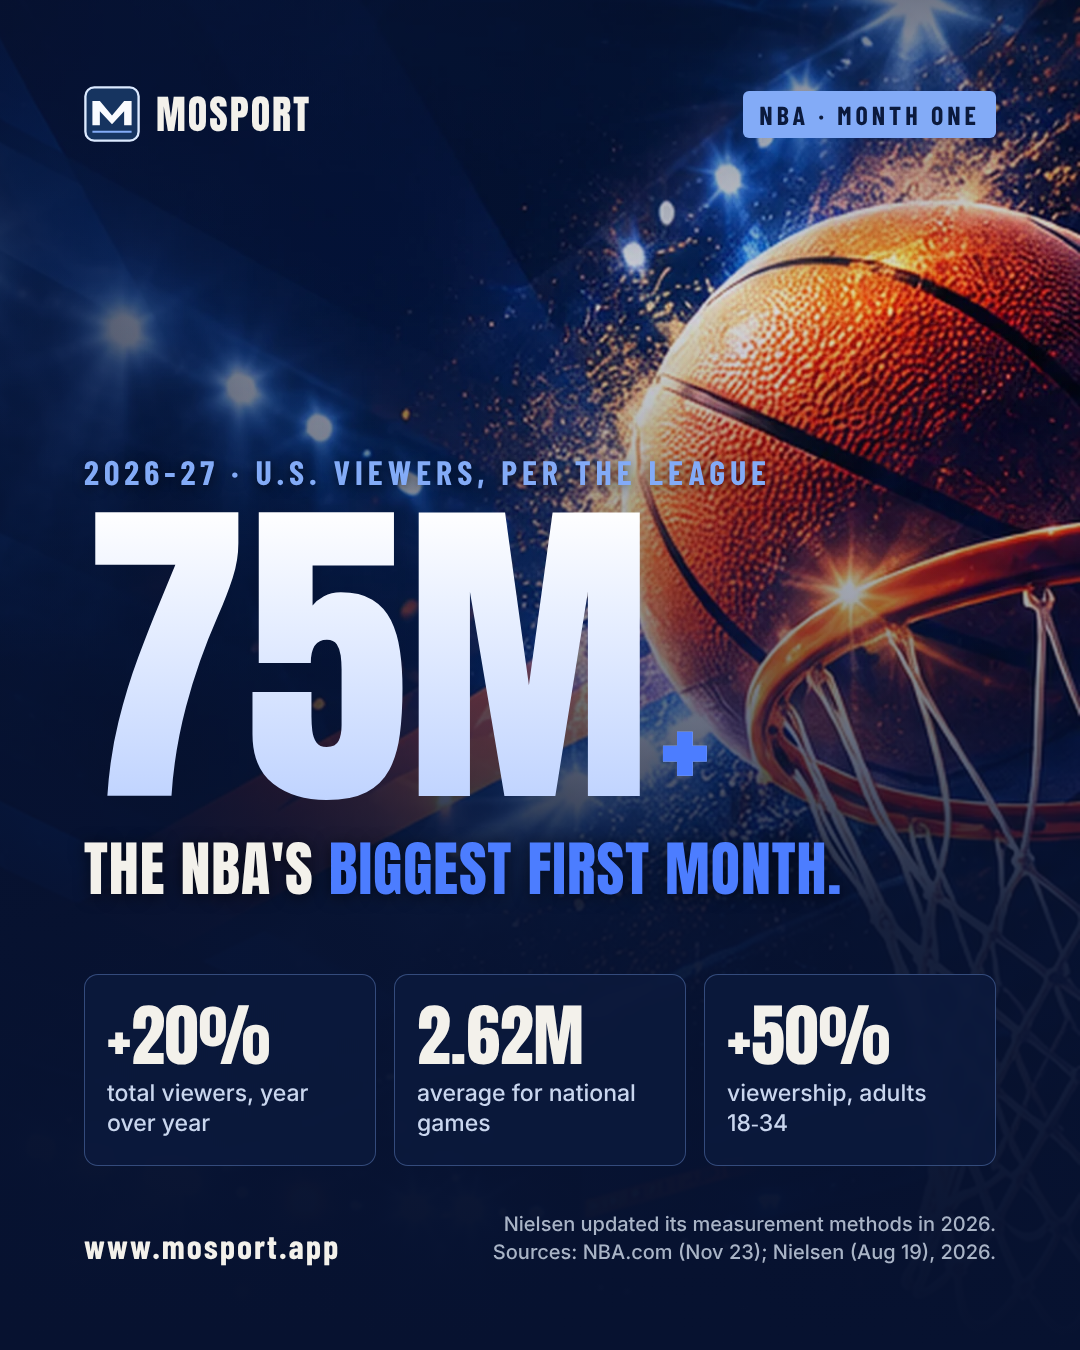 M MOSPORT
NBA · MONTH ONE
2026-27 · U.S. VIEWERS, PER THE LEAGUE
75M+
THE NBA'S BIGGEST FIRST MONTH.
+20%
total viewers, year
over year
2.62M
average for national
games
+50%
viewership, adults
18-34
www.mosport.app
Nielsen updated its measurement methods in 2026.
Sources: NBA.com (Nov 23); Nielsen (Aug 19), 2026.